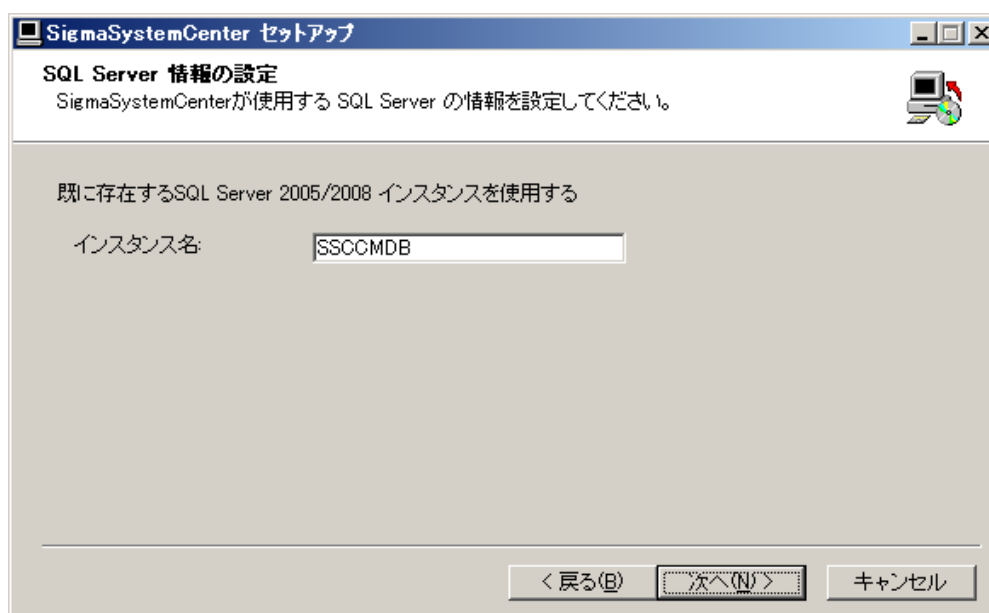 SigmaSystemCenter セットアップ
SQL Server 情報の設定
SigmaSystemCenterが使用する SQL Server の情報を設定してください。
既に存在するSQL Server 2005/2008 インスタンスを使用する
インスタンス名: SSCCMDB
< 戻る(B) 次へ(N) > キャンセル